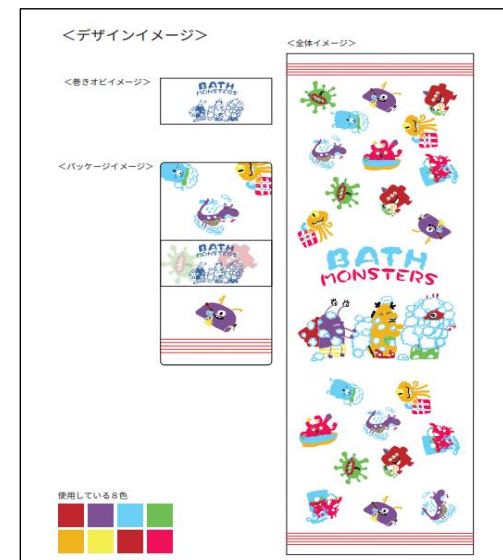 ＜デザインイメージ＞
＜全体イメージ＞
＜巻きオビイメージ＞
BATH
MONSTERS
＜パッケージイメージ＞
BATH
MONSTERS
BATH
MONSTERS
使用している８色